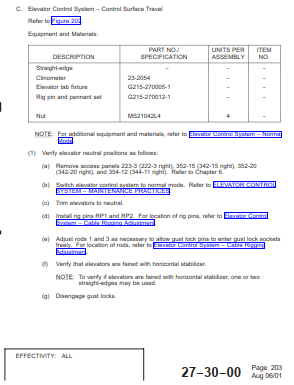 C. Elevator Control System – Control Surface Travel
Refer to Figure 202.
Equipment and Materials:
DESCRIPTION PART NO./ SPECIFICATION UNITS PER ASSEMBLY ITEM NO.
Straight-edge – – –
Clinometer 23-2054 – –
Elevator tab fixture G215-270005-1 – –
Rig pin and pennant set G215-270012-1 – –
Nut MS21042L4 4 –
NOTE: For additional equipment and materials, refer to Elevator Control System – Normal
Mode.
(1) Verify elevator neutral positions as follows:
(a) Remove access panels 223-3 (222-3 right), 352-15 (342-15 right), 352-20
(342-20 right), and 354-12 (344-11 right). Refer to Chapter 6.
(b) Switch elevator control system to normal mode. Refer to ELEVATOR CONTROL
SYSTEM – MAINTENANCE PRACTICES.
(c) Trim elevators to neutral.
(d) Install rig pins RP1 and RP2. For location of rig pins, refer to Elevator Control
System – Cable Rigging Adjustment.
(e) Adjust rods 1 and 3 as necessary to allow gust lock pins to enter gust lock sockets
freely. For location of rods, refer to Elevator Control System – Cable Rigging
Adjustment.
(f) Verify that elevators are faired with horizontal stabilizer.
NOTE: To verify if elevators are faired with horizontal stabilizer, one or two
straight-edges may be used.
(g) Disengage gust locks.
EFFECTIVITY: ALL
27-30-00 Page 203
Aug 06/01